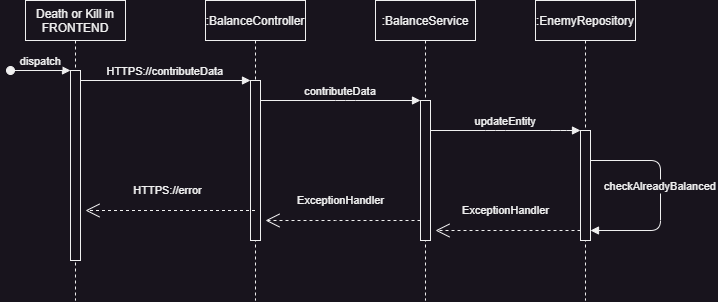 Death or Kill in
FRONTEND
:BalanceController
:BalanceService
:EnemyRepository
dispatch
HTTPS://contributeData
contributeData
updateEntity
checkAlreadyBalanced
HTTPS://error
ExceptionHandler
ExceptionHandler